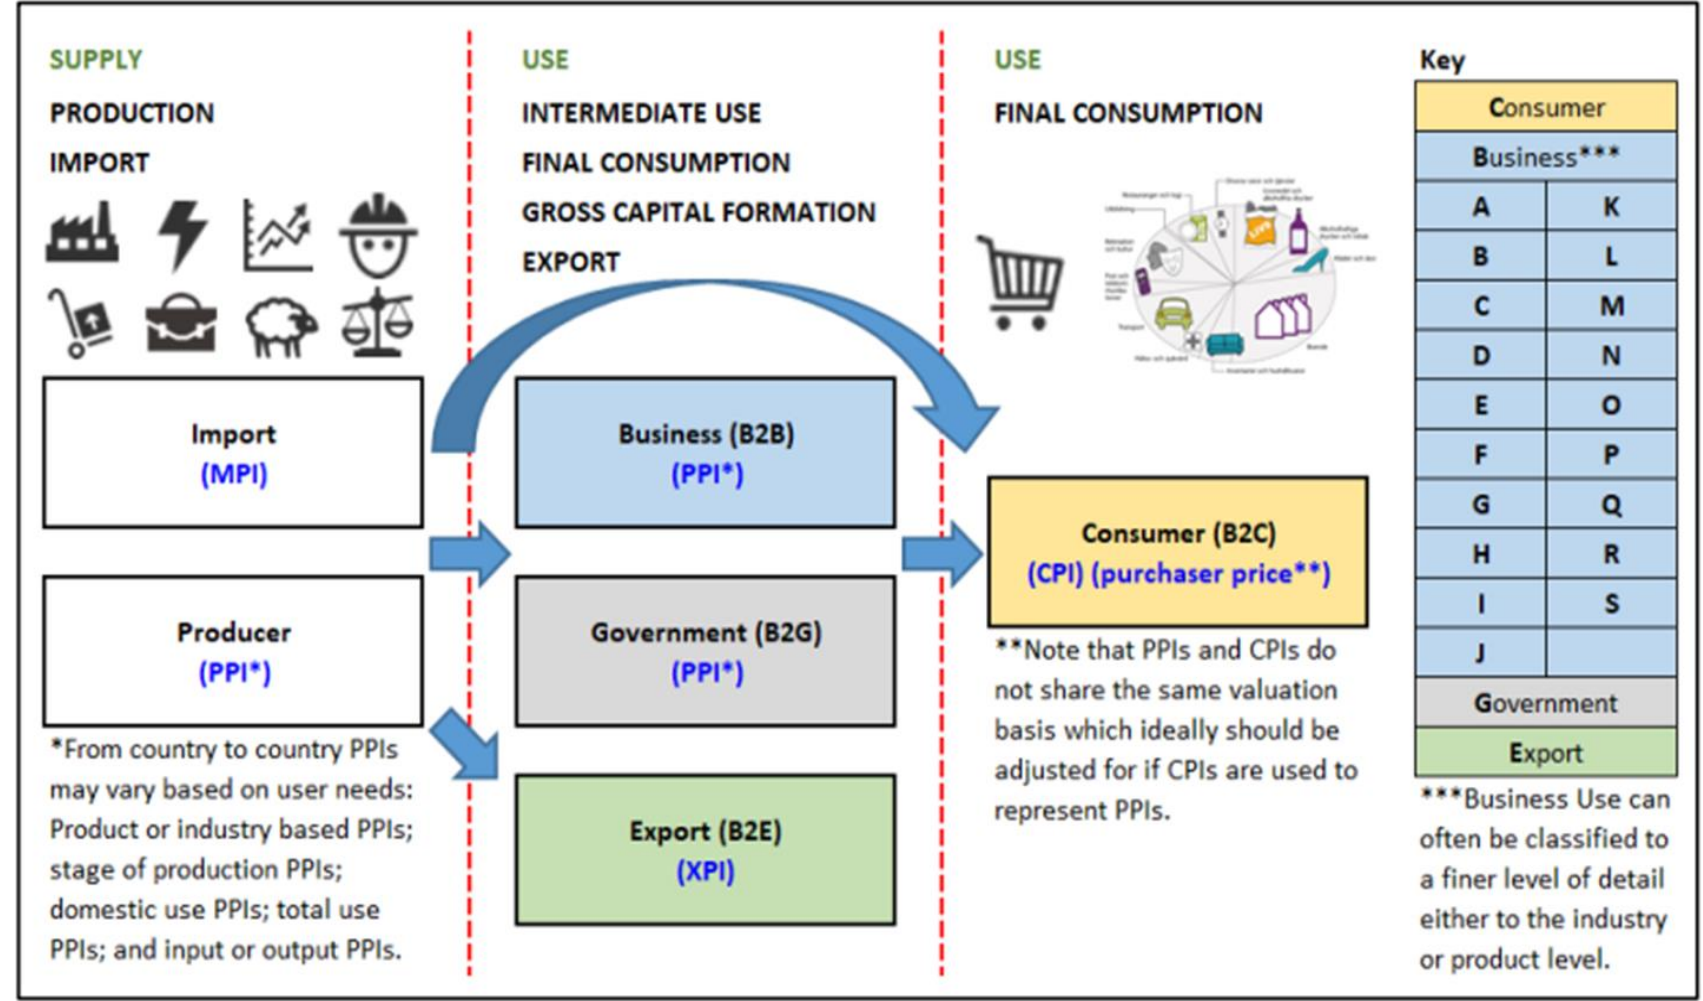 SUPPLY
PRODUCTION
IMPORT
Import
(MPI)
Producer
(PPI*)
*From country to country PPIs
may vary based on user needs:
Product or industry based PPIs;
stage of production PPIs;
domestic use PPIs; total use
PPIs; and input or output PPIs.
USE
INTERMEDIATE USE
FINAL CONSUMPTION
GROSS CAPITAL FORMATION
EXPORT
Business (B2B)
(PPI*)
Government (B2G)
(PPI*)
Export (B2E)
(XPI)
USE
FINAL CONSUMPTION
LIVS
Transport
Boende
Consumer (B2C)
(CPI) (purchaser price**)
**Note that PPIs and CPIs do
not share the same valuation
basis which ideally should be
adjusted for if CPIs are used to
represent PPIs.
Key
Consumer
Business***
A K
B L
C M
D N
E O
F P
G Q
H R
I S
J
Government
Export
***Business Use can
often be classified to
a finer level of detail
either to the industry
or product level.